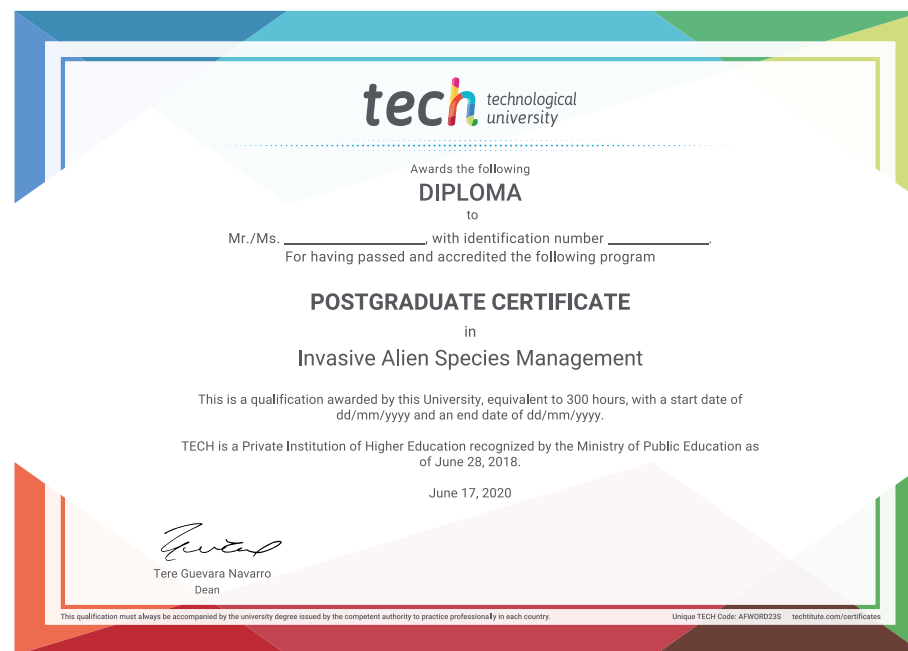 tech technological
university
Awards the following
DIPLOMA
to
Mr./Ms. ____________________, with identification number ______________.
For having passed and accredited the following program
POSTGRADUATE CERTIFICATE
in
Invasive Alien Species Management
This is a qualification awarded by this University, equivalent to 300 hours, with a start date of
dd/mm/yyyy and an end date of dd/mm/yyyy.
TECH is a Private Institution of Higher Education recognized by the Ministry of Public Education as
of June 28, 2018.
June 17, 2020
Tere Guevara Navarro
Dean
This qualification must always be accompanied by the university degree issued by the competent authority to practice professionally in each country. Unique TECH Code: AFWORD23S techtitute.com/certificates